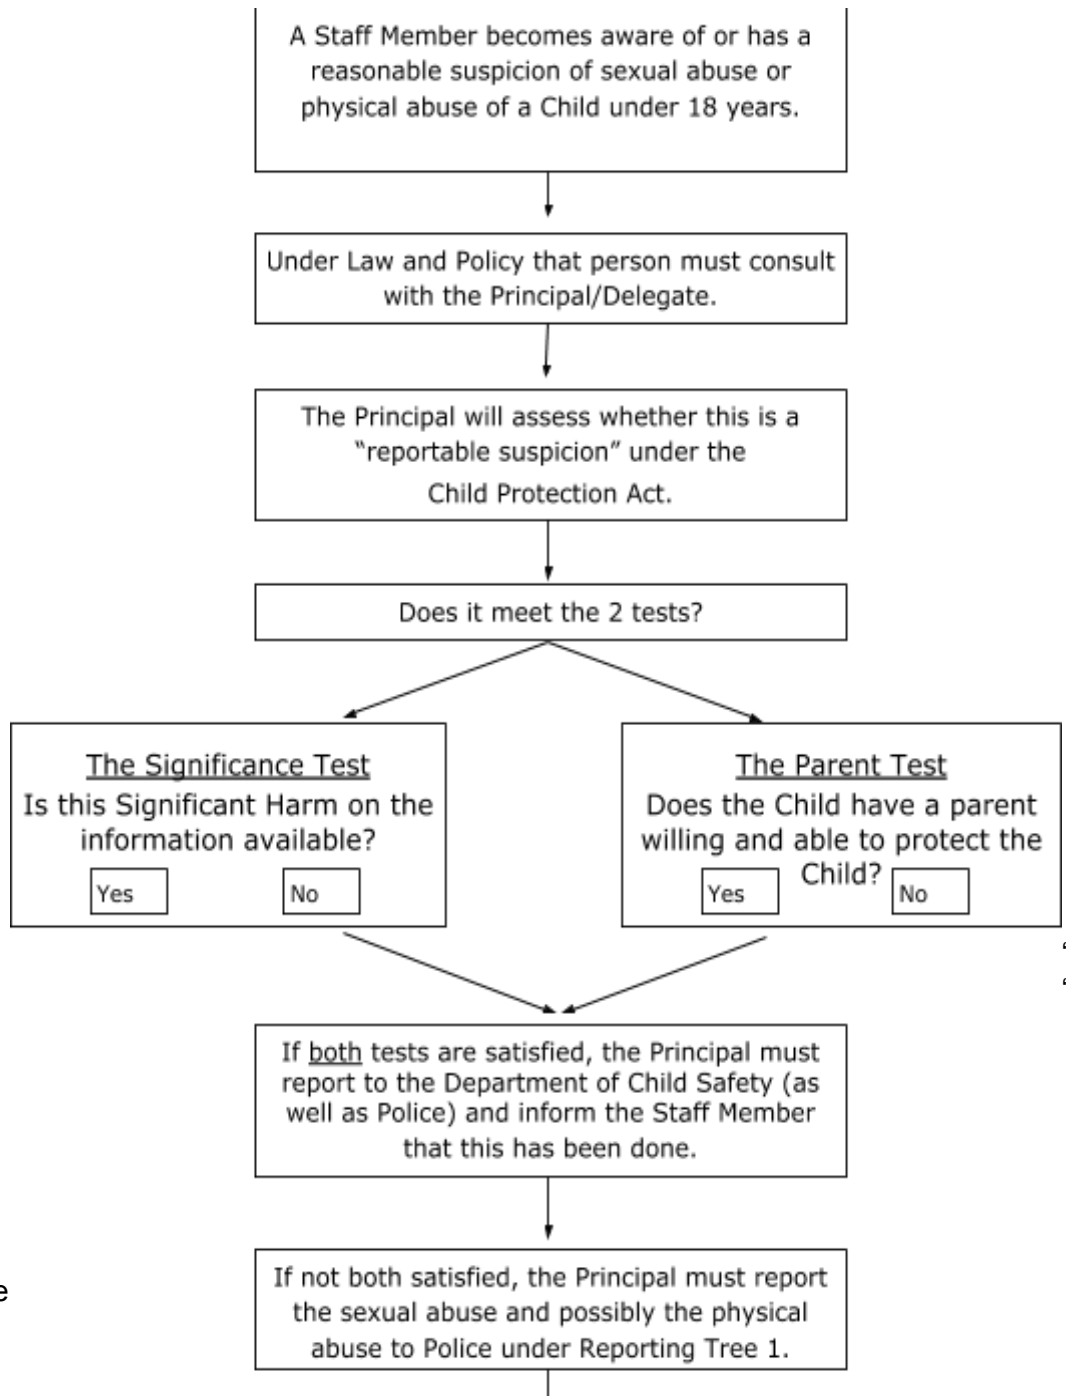 A Staff Member becomes aware of or has a
reasonable suspicion of sexual abuse or
physical abuse of a Child under 18 years.
Under Law and Policy that person must consult
with the Principal/Delegate.
The Principal will assess whether this is a
“reportable suspicion” under the
Child Protection Act.
Does it meet the 2 tests?
The Significance Test
Is this Significant Harm on the
information available?
Yes
No
The Parent Test
Does the Child have a parent
willing and able to protect the
Child?
Yes
No
‘
‘
If both tests are satisfied, the Principal must
report to the Department of Child Safety (as
well as Police) and inform the Staff Member
that this has been done.
If not both satisfied, the Principal must report
the sexual abuse and possibly the physical
abuse to Police under Reporting Tree 1.
e